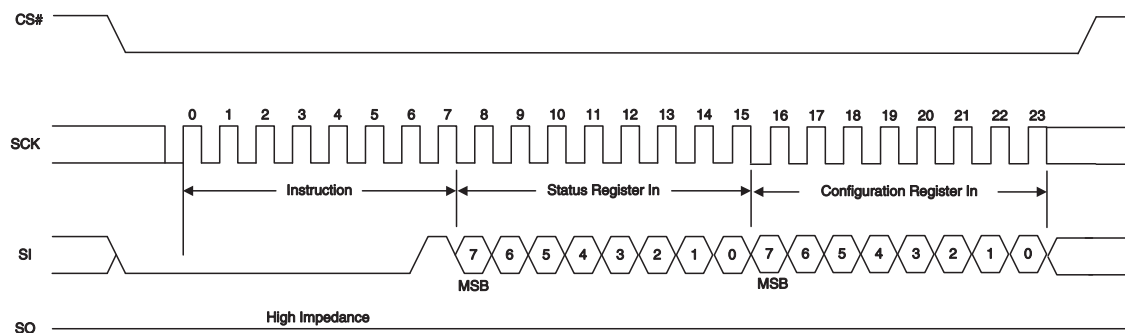 CS#
0 1 2 3 4 5 6 7 8 9 10 11 12 13 14 15 16 17 18 19 20 21 22 23
SCK
Instruction Status Register In Configuration Register In
SI 7 6 5 4 3 2 1 0 7 6 5 4 3 2 1 0
MSB MSB
High Impedance
SO